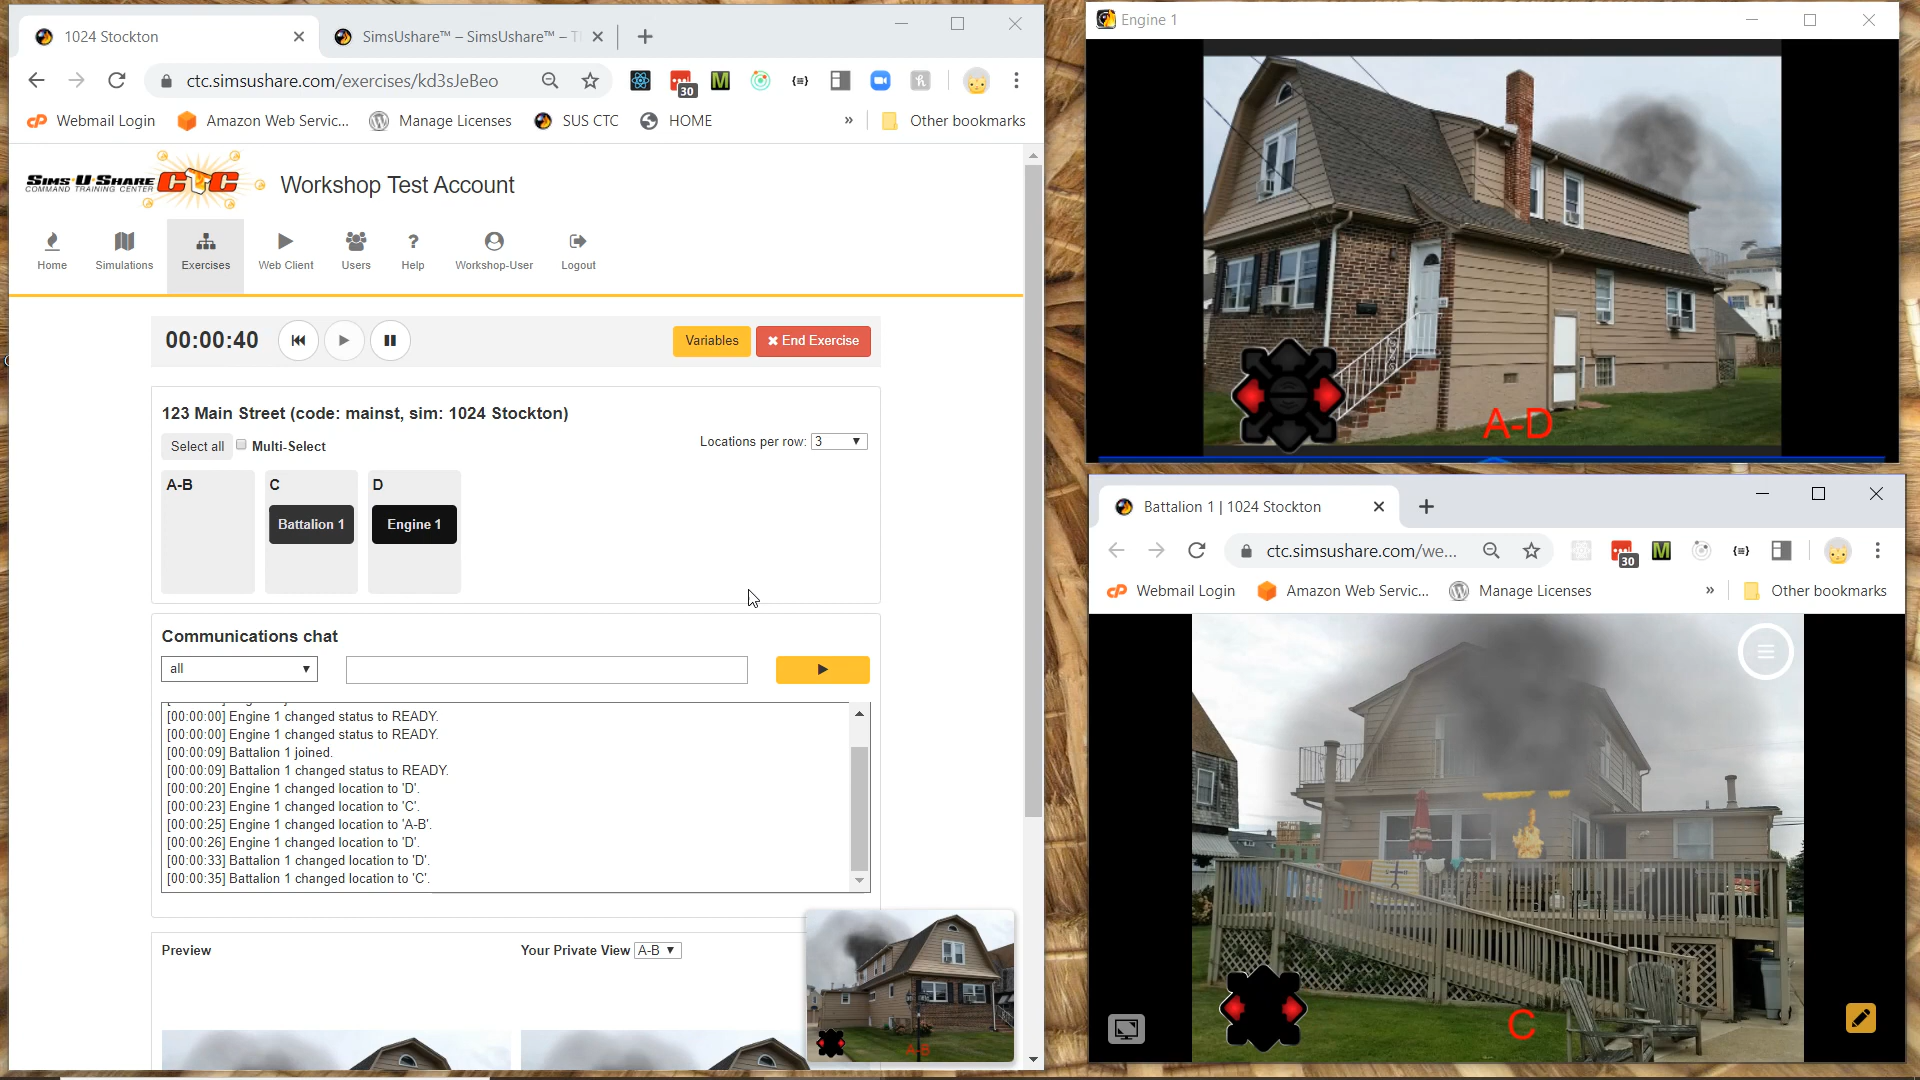 1024 Stockton
SimsUshare™ – SimsUshare™ – T
ctc.simsushare.com/exercises/kd3sJeBeo
30
Webmail Login
Amazon Web Servic...
Manage Licenses
SUS CTC
HOME
»
Other bookmarks
SIMS-U-SHARE CTC
COMMAND TRAINING CENTER
Workshop Test Account
Home
Simulations
Exercises
Web Client
Users
Help
Workshop-User
Logout
00:00:40
Variables
✖ End Exercise
123 Main Street (code: mainst, sim: 1024 Stockton)
Select all
Multi-Select
Locations per row: 3
A-B
C
D
Battalion 1
Engine 1
Communications chat
all
[00:00:00] Engine 1 changed status to READY.
[00:00:00] Engine 1 changed status to READY.
[00:00:09] Battalion 1 joined.
[00:00:09] Battalion 1 changed status to READY.
[00:00:20] Engine 1 changed location to 'D'.
[00:00:23] Engine 1 changed location to 'C'.
[00:00:25] Engine 1 changed location to 'A-B'.
[00:00:26] Engine 1 changed location to 'D'.
[00:00:33] Battalion 1 changed location to 'D'.
[00:00:35] Battalion 1 changed location to 'C'.
Preview
Your Private View A-B
A-B
Engine 1
A-D
Battalion 1 | 1024 Stockton
ctc.simsushare.com/we...
30
Webmail Login
Amazon Web Servic...
Manage Licenses
»
Other bookmarks
C